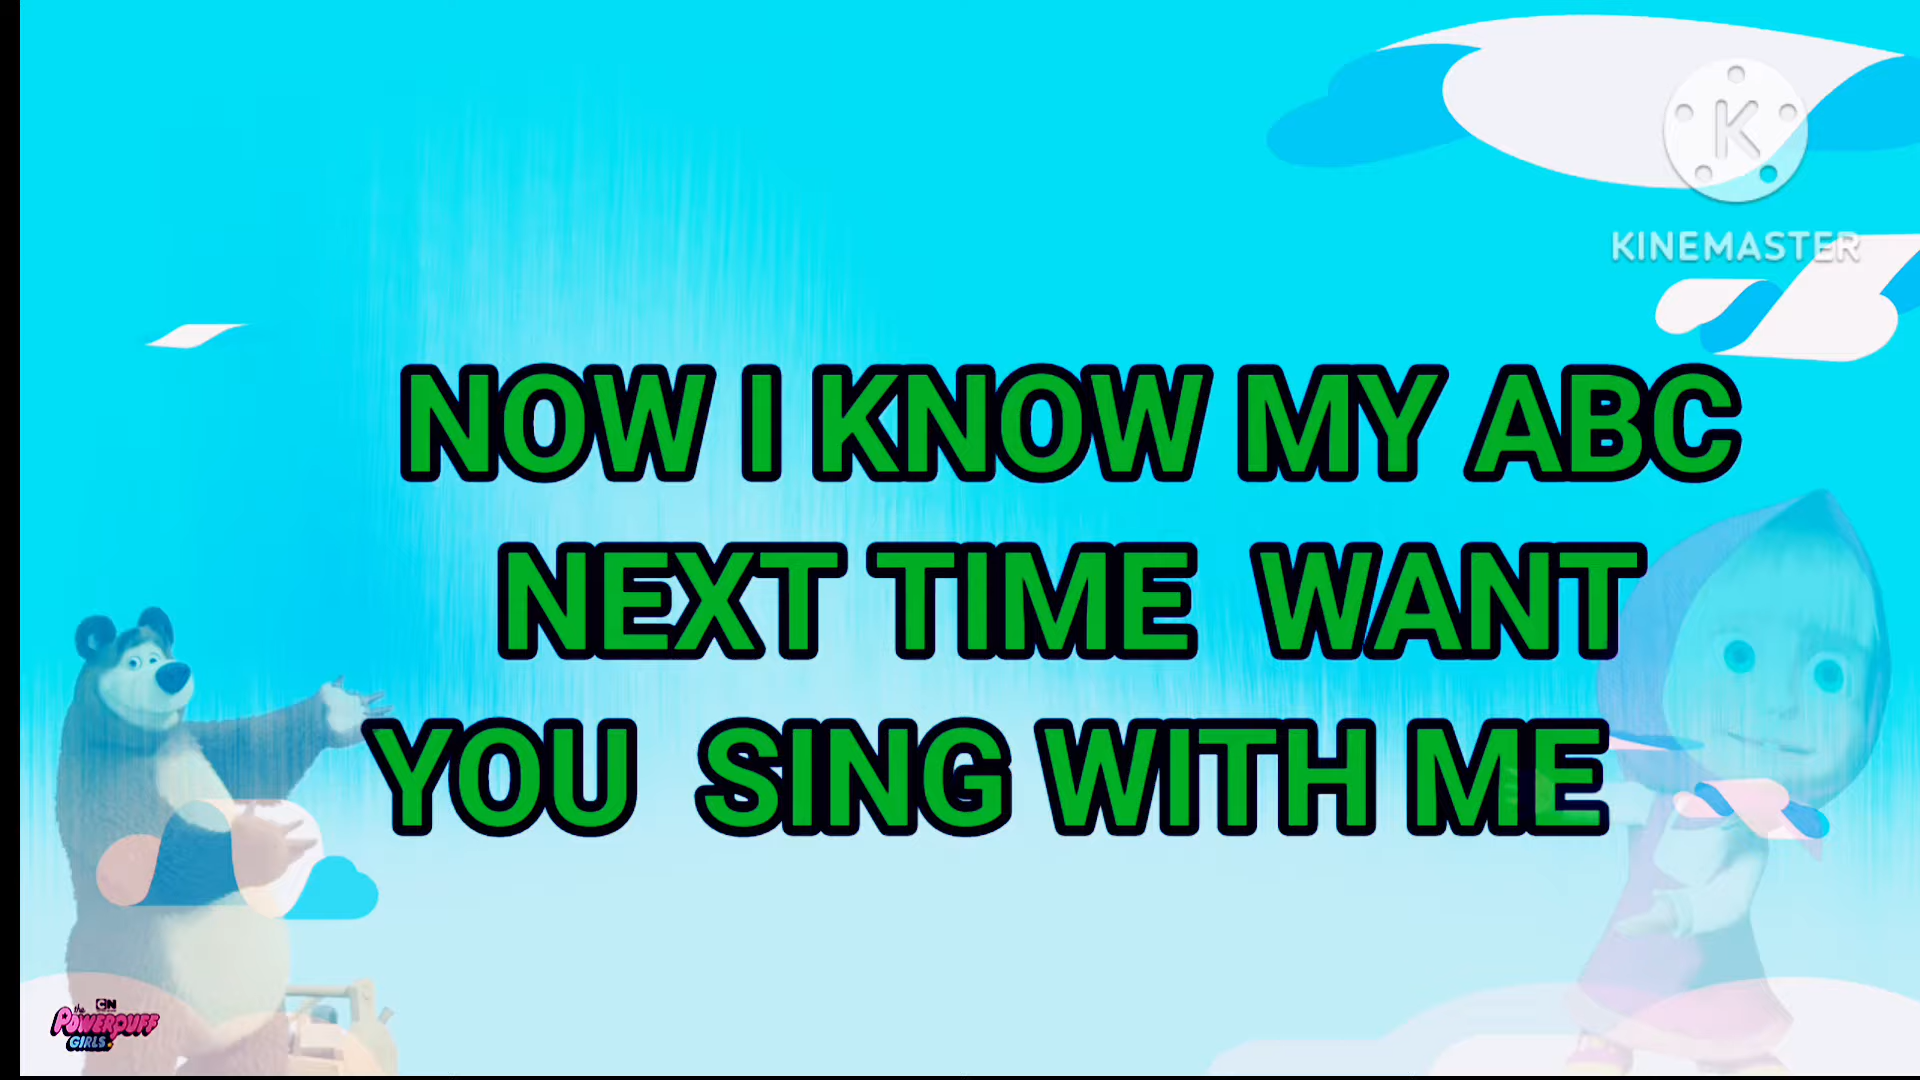 K
KINEMASTER
NOW I KNOW MY ABC
NEXT TIME WANT
YOU SING WITH ME
CN
the
POWERPUFF
GIRLS